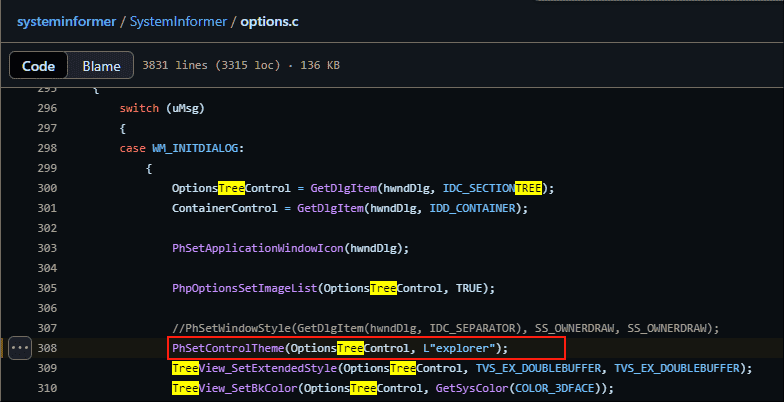 systeminformer / SystemInformer / options.c
Code Blame 3831 lines (3315 loc) · 136 KB
295 {
296 switch (uMsg)
297 {
298 case WM_INITDIALOG:
299 {
300 OptionsTreeControl = GetDlgItem(hwndDlg, IDC_SECTIONTREE);
301 ContainerControl = GetDlgItem(hwndDlg, IDD_CONTAINER);
302
303 PhSetApplicationWindowIcon(hwndDlg);
304
305 PhpOptionsSetImageList(OptionsTreeControl, TRUE);
306
307 //PhSetWindowStyle(GetDlgItem(hwndDlg, IDC_SEPARATOR), SS_OWNERDRAW, SS_OWNERDRAW);
308 PhSetControlTheme(OptionsTreeControl, L"explorer");
309 TreeView_SetExtendedStyle(OptionsTreeControl, TVS_EX_DOUBLEBUFFER, TVS_EX_DOUBLEBUFFER);
310 TreeView_SetBkColor(OptionsTreeControl, GetSysColor(COLOR_3DFACE));